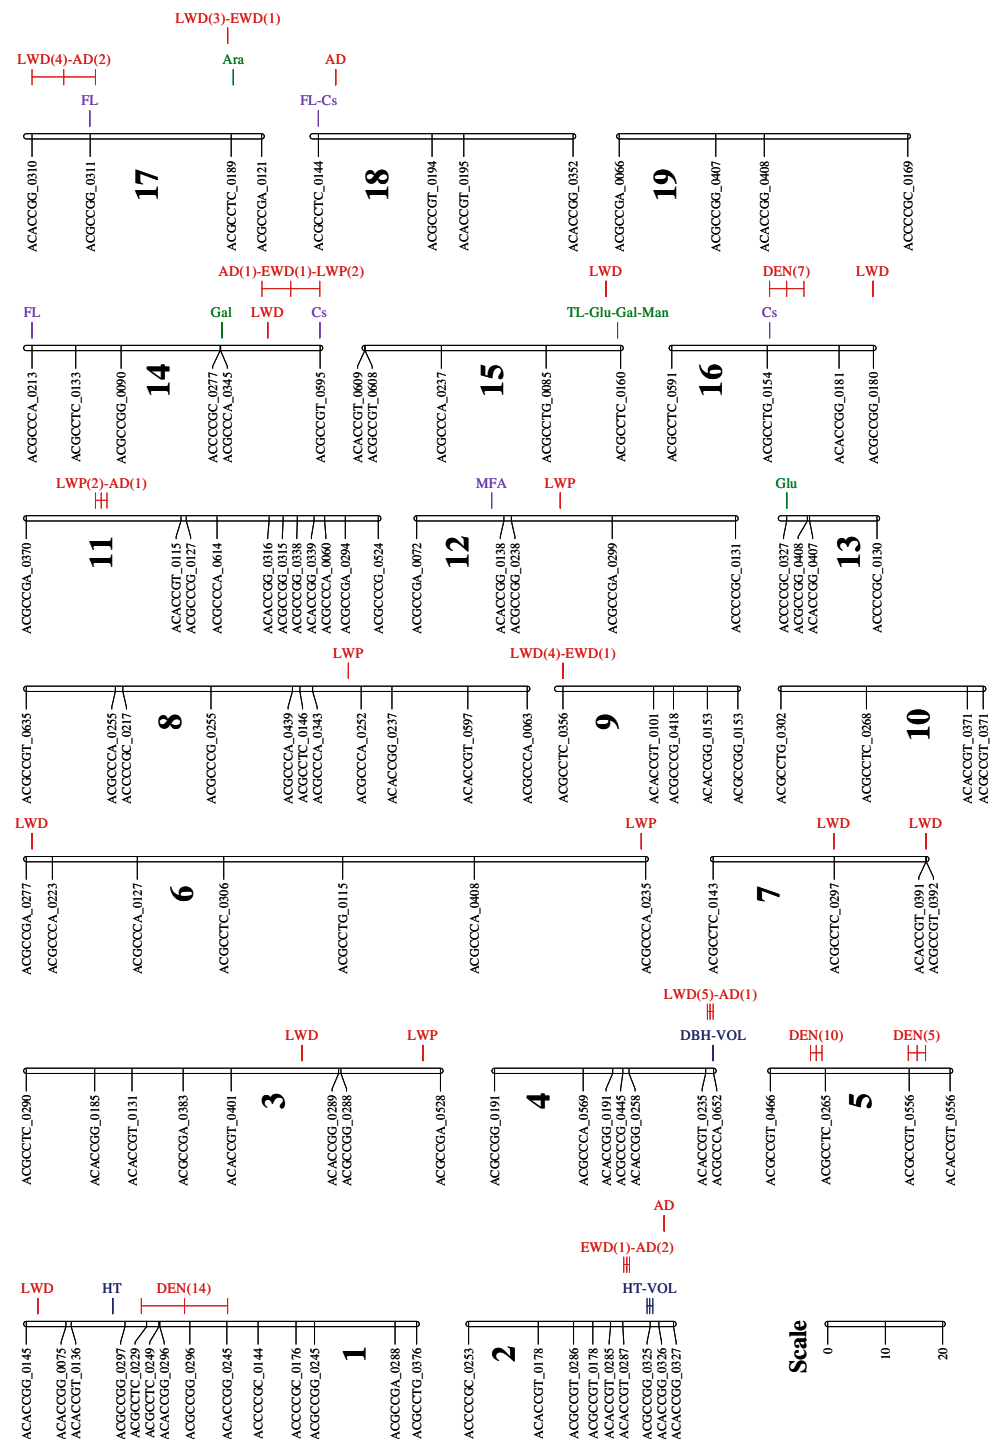 LWD(3)-EWD(1)
LWD(4)-AD(2)
Ara
AD
FL
FL-Cs
ACACCGG_0310
ACGCCGG_0311
ACGCCTC_0189
ACGCCGA_0121
17
ACGCCTC_0144
ACGCCGT_0194
ACACCGT_0195
ACACCGG_0352
18
ACGCCGA_0066
ACGCCGG_0407
ACACCGG_0408
ACCCCGC_0169
19
AD(1)-EWD(1)-LWP(2)
LWD
DEN(7)
LWD
FL
Gal
LWD
Cs
TL-Glu-Gal-Man
Cs
ACGCCCA_0213
ACGCCTC_0133
ACGCCGG_0090
ACCCCGC_0277
ACGCCCA_0345
ACGCCGT_0595
14
ACACCGT_0609
ACGCCGT_0608
ACGCCCA_0237
ACGCCTG_0085
ACGCCTC_0160
15
ACGCCTC_0591
ACGCCTG_0154
ACACCGG_0181
ACGCCGG_0180
16
LWP(2)-AD(1)
MFA
LWP
Glu
ACGCCGA_0370
ACACCGT_0115
ACGCCCG_0127
ACGCCCA_0614
ACACCGG_0316
ACGCCGG_0315
ACGCCGG_0338
ACACCGG_0339
ACGCCCA_0060
ACGCCGA_0294
ACGCCCG_0524
11
ACGCCGA_0072
ACACCGG_0138
ACGCCGG_0238
ACGCCGA_0299
ACCCCGC_0131
12
ACCCCGC_0327
ACGCCGG_0408
ACACCGG_0407
ACCCCGC_0130
13
LWP
LWD(4)-EWD(1)
ACGCCGT_0635
ACGCCCA_0255
ACCCCGC_0217
ACGCCCG_0255
ACGCCCA_0439
ACGCCTC_0146
ACGCCCA_0343
ACGCCCA_0252
ACACCGG_0237
ACACCGT_0597
ACGCCCA_0063
8
ACGCCTC_0356
ACACCGT_0101
ACGCCCG_0418
ACACCGG_0153
ACGCCGG_0153
9
ACGCCTG_0302
ACGCCTC_0268
ACACCGT_0371
ACGCCGT_0371
10
LWD
LWP
LWD
LWD
ACGCCGA_0277
ACGCCCA_0223
ACGCCCA_0127
ACGCCTC_0306
ACGCCTG_0115
ACGCCCA_0408
ACGCCCA_0235
6
ACGCCTC_0143
ACGCCTC_0297
ACACCGT_0391
ACGCCGT_0392
7
LWD(5)-AD(1)
LWD
LWP
DBH-VOL
DEN(10)
DEN(5)
ACGCCTC_0290
ACACCGG_0185
ACACCGT_0131
ACGCCGA_0383
ACACCGT_0401
ACACCGG_0289
ACGCCGG_0288
ACGCCGA_0528
3
ACGCCGG_0191
ACGCCCA_0569
ACACCGG_0191
ACGCCCG_0445
ACACCGG_0258
ACACCGT_0235
ACGCCCA_0652
4
ACGCCGT_0466
ACGCCTC_0265
ACGCCGT_0556
ACACCGT_0556
5
AD
EWD(1)-AD(2)
LWD
HT
DEN(14)
HT-VOL
ACACCGG_0145
ACACCGG_0075
ACACCGT_0136
ACGCCGG_0297
ACGCCTC_0229
ACGCCTC_0249
ACACCGG_0296
ACGCCGG_0296
ACACCGG_0245
ACCCCGC_0144
ACCCCGC_0176
ACGCCGG_0245
ACGCCGA_0288
ACGCCTG_0376
1
ACCCCGC_0253
ACACCGT_0178
ACGCCGT_0286
ACGCCGT_0178
ACACCGT_0285
ACACCGT_0287
ACGCCGG_0325
ACACCGG_0326
ACACCGG_0327
2
Scale
0
10
20